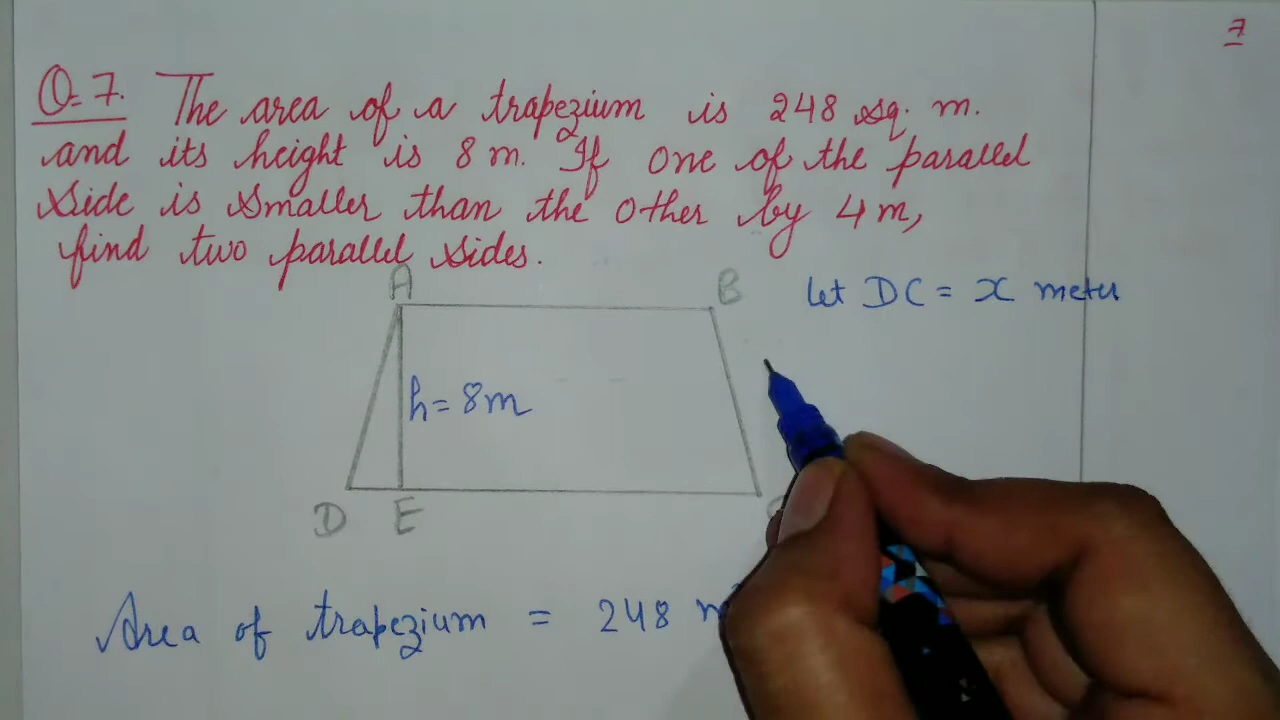 7
Q.7. The area of a trapezium is 248 sq. m.
and its height is 8 m. If one of the parallel
side is smaller than the other by 4 m,
find two parallel sides.
A
B
let DC = x meter
h = 8m
D
E
Area of trapezium = 248